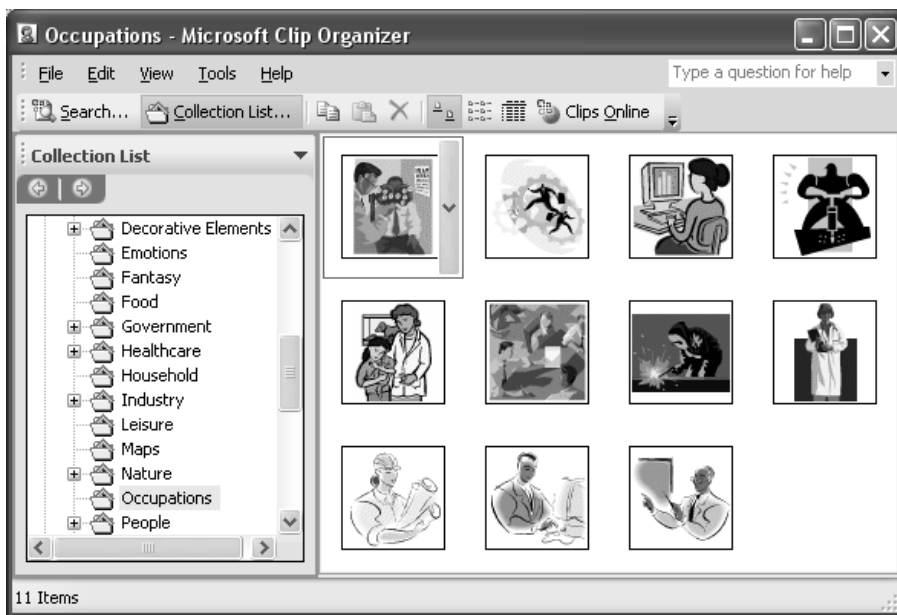 Occupations - Microsoft Clip Organizer
File Edit View Tools Help Type a question for help
Search... Collection List... Clips Online
Collection List
Decorative Elements
Emotions
Fantasy
Food
Government
Healthcare
Household
Industry
Leisure
Maps
Nature
Occupations
People
11 Items